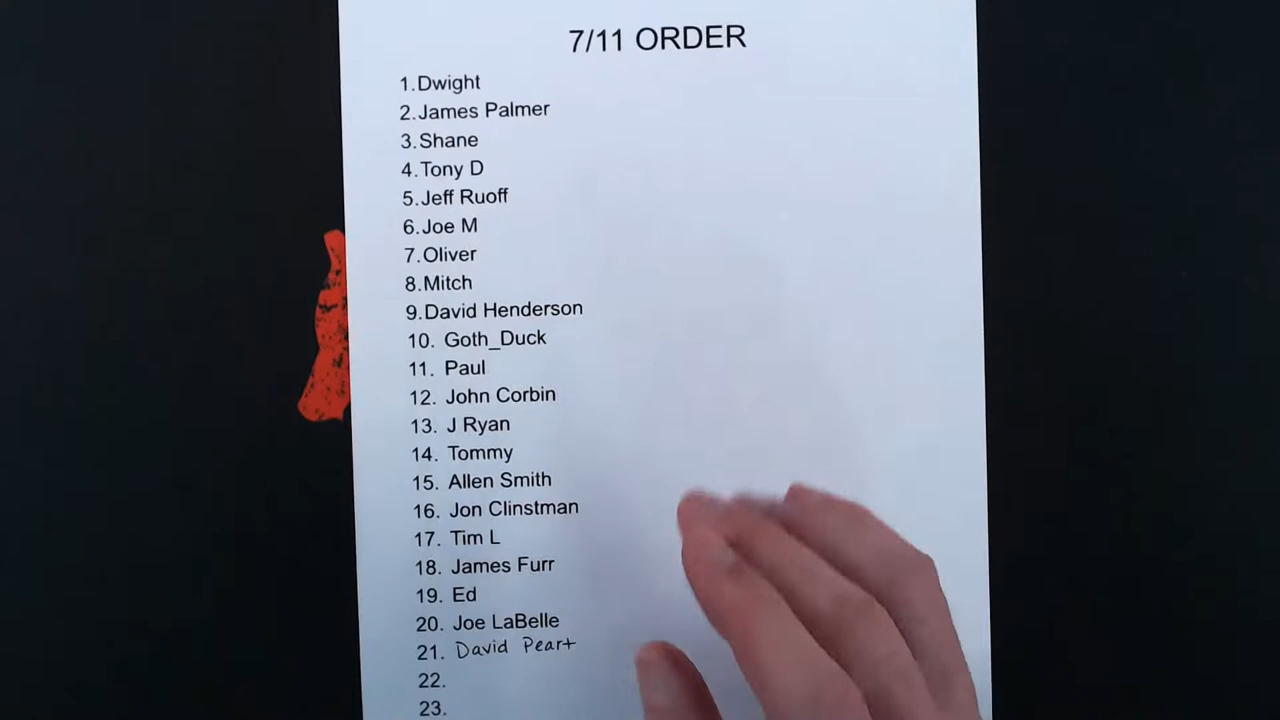 7/11 ORDER
1. Dwight
2. James Palmer
3. Shane
4. Tony D
5. Jeff Ruoff
6. Joe M
7. Oliver
8. Mitch
9. David Henderson
10. Goth_Duck
11. Paul
12. John Corbin
13. J Ryan
14. Tommy
15. Allen Smith
16. Jon Clinstman
17. Tim L
18. James Furr
19. Ed
20. Joe LaBelle
21. David Peart
22.
23.